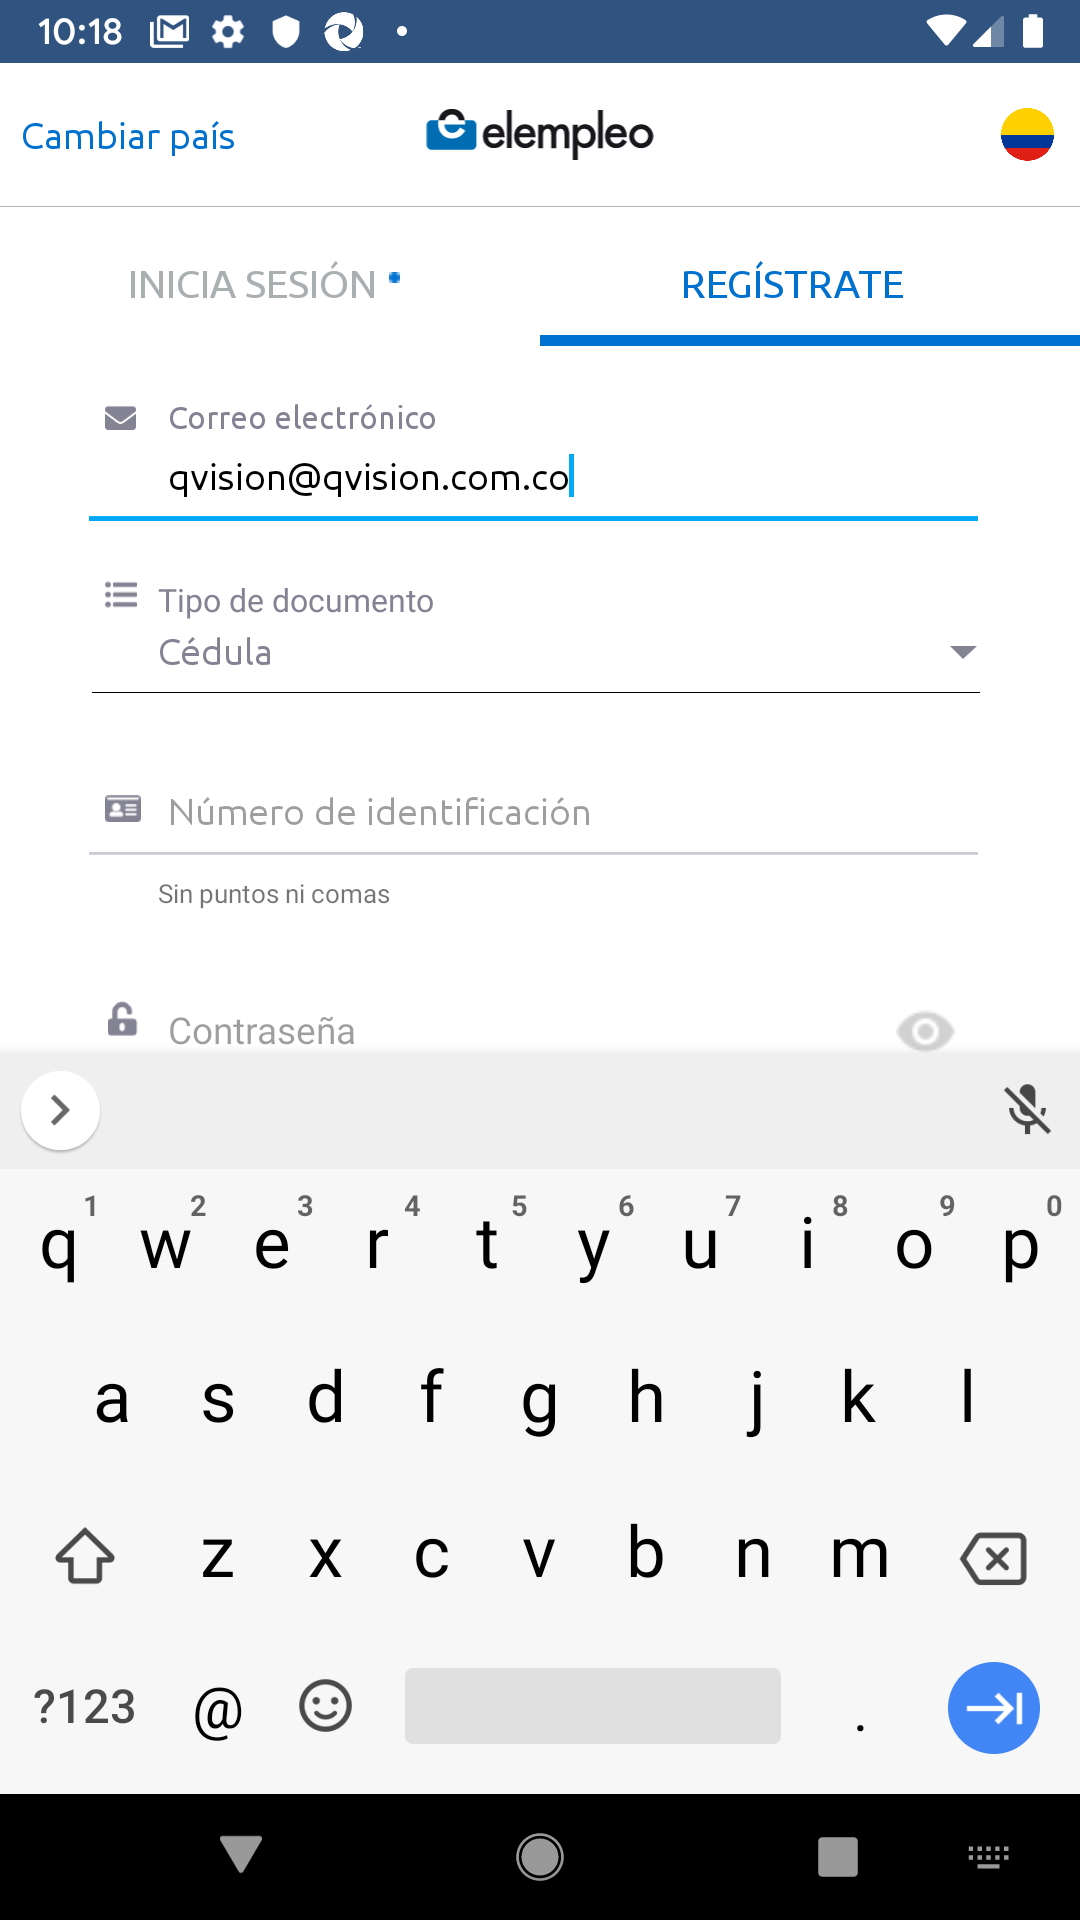 10:18
Cambiar país
elempleo
INICIA SESIÓN
REGÍSTRATE
Correo electrónico
qvision@qvision.com.co
Tipo de documento
Cédula
Número de identificación
Sin puntos ni comas
Contraseña
1 2 3 4 5 6 7 8 9 0
q w e r t y u i o p
a s d f g h j k l
z x c v b n m
?123 @ .